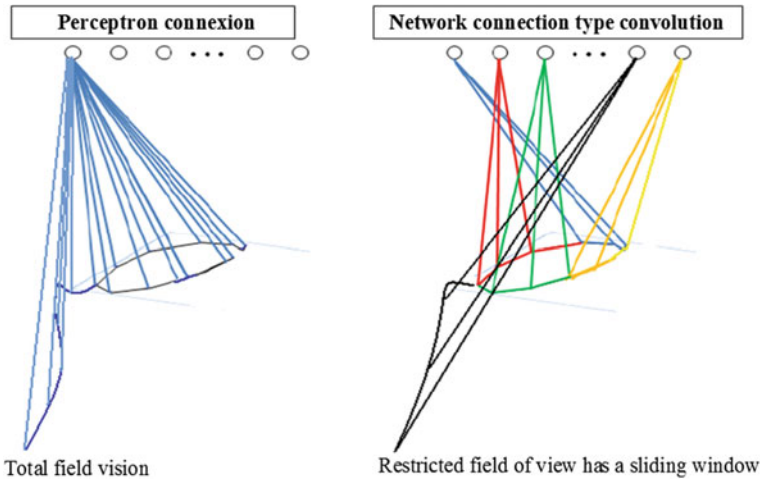 Perceptron connexion
Network connection type convolution
Total field vision
Restricted field of view has a sliding window